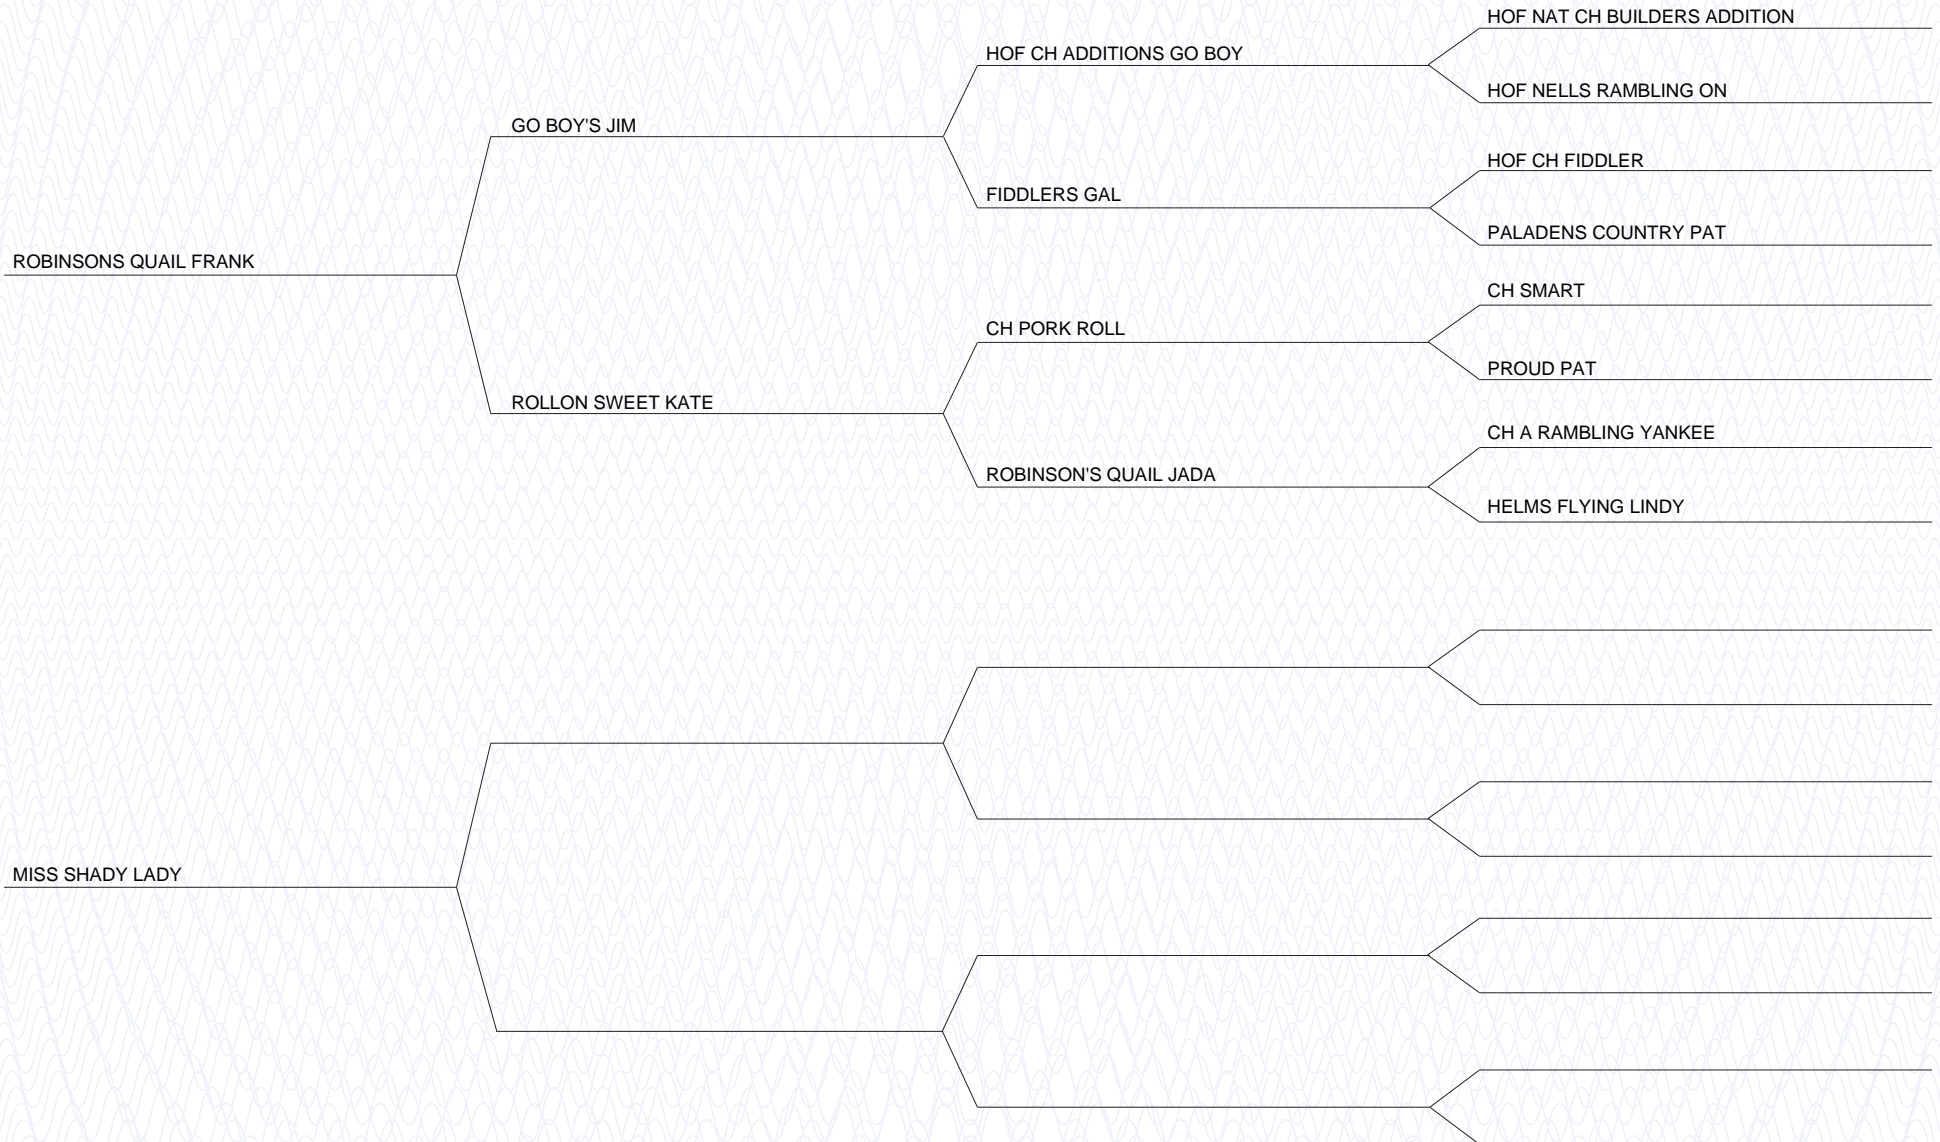 HOF NAT CH BUILDERS ADDITION
HOF CH ADDITIONS GO BOY
HOF NELLS RAMBLING ON
GO BOY'S JIM
HOF CH FIDDLER
FIDDLERS GAL
PALADENS COUNTRY PAT
ROBINSONS QUAIL FRANK
CH SMART
CH PORK ROLL
PROUD PAT
ROLLON SWEET KATE
CH A RAMBLING YANKEE
ROBINSON'S QUAIL JADA
HELMS FLYING LINDY
MISS SHADY LADY